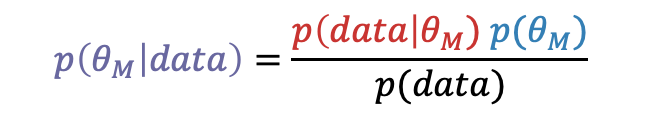 p(θ_M|data) = p(data|θ_M) p(θ_M) / p(data)